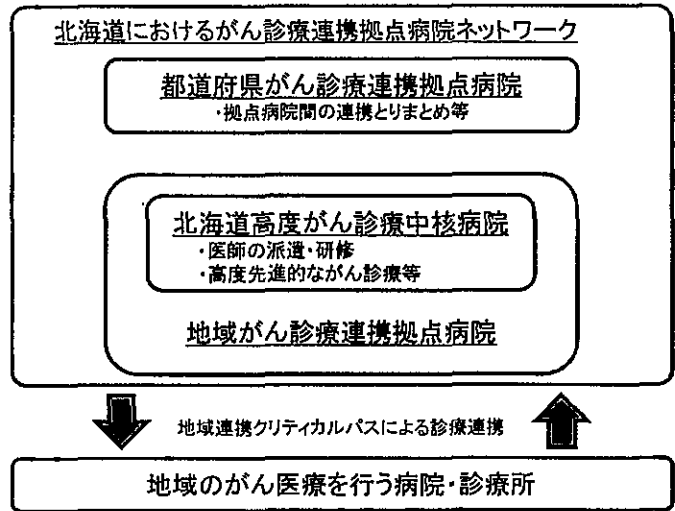 北海道におけるがん診療連携拠点病院ネットワーク
都道府県がん診療連携拠点病院
・拠点病院間の連携とりまとめ等
北海道高度がん診療中核病院
・医師の派遣・研修
・高度先進的ながん診療等
地域がん診療連携拠点病院
地域連携クリティカルパスによる診療連携
地域のがん医療を行う病院・診療所